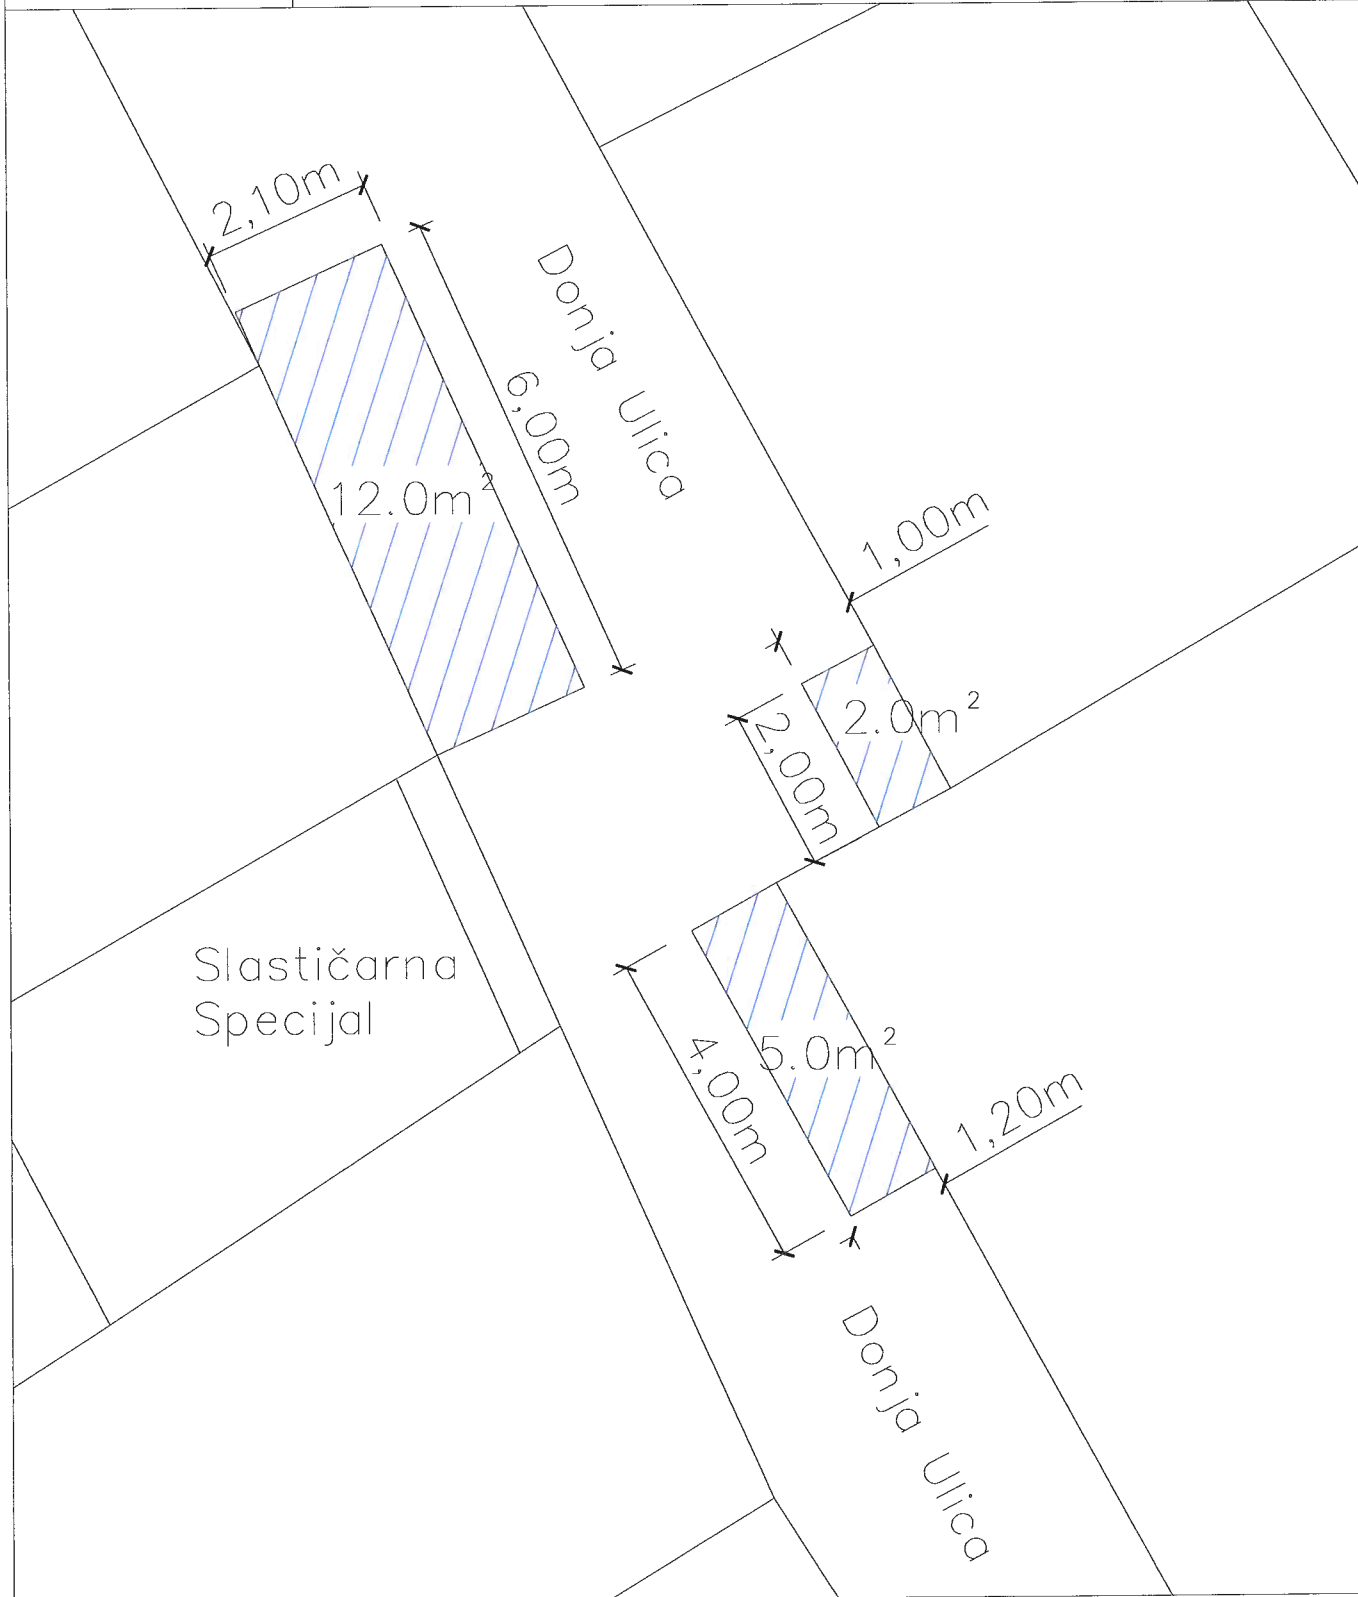 2,10m
Donja Ulica
6,00m
12.0m²
1,00m
2.0m²
2,00m
Slastičarna
Specijal
5.0m²
4,00m
1,20m
Donja Ulica